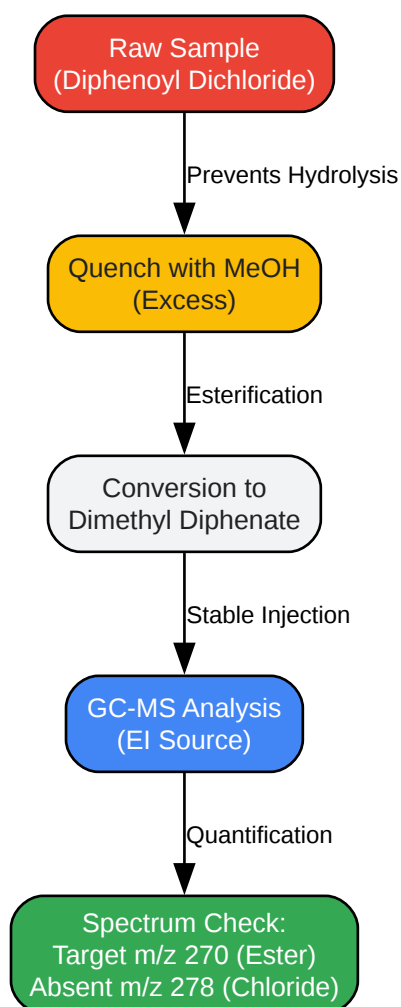 Raw Sample
(Diphenoyl Dichloride)
Prevents Hydrolysis
Quench with MeOH
(Excess)
Esterification
Conversion to
Dimethyl Diphenate
Stable Injection
GC-MS Analysis
(EI Source)
Quantification
Spectrum Check:
Target m/z 270 (Ester)
Absent m/z 278 (Chloride)